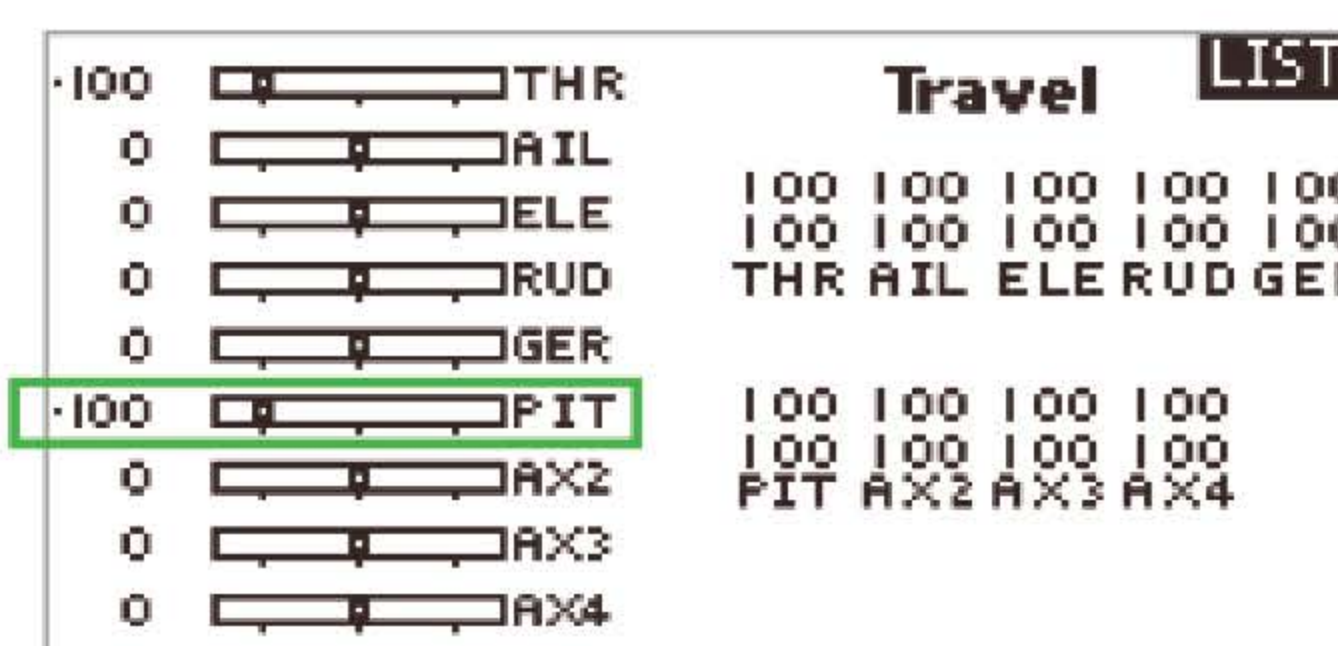 -100 THR
0 AIL
0 ELE
0 RUD
0 GER
-100 PIT
0 AX2
0 AX3
0 AX4
Travel
LIST
100 100 100 100
100 100 100 100
THR AIL ELE RUD
100 100 100 100
100 100 100 100
PIT AX2 AX3 AX4